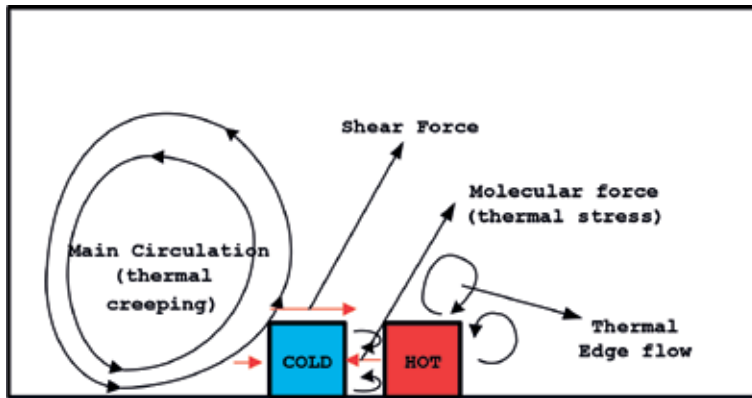 Shear Force
Molecular force
(thermal stress)
Main Circulation
(thermal
creeping)
Thermal
Edge flow
COLD
HOT